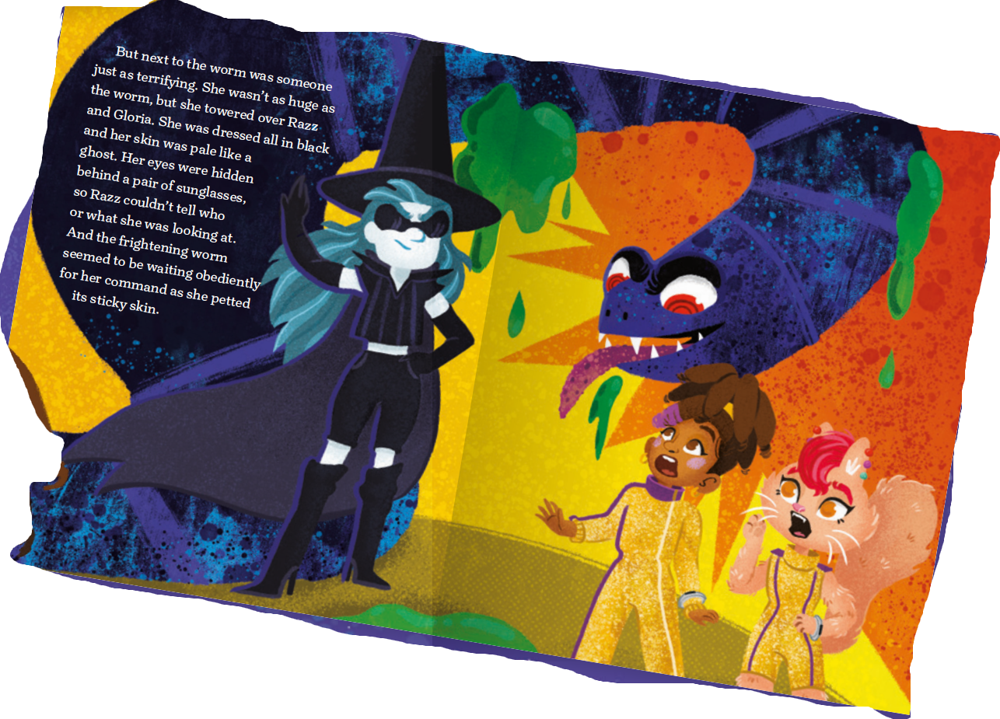 But next to the worm was someone
just as terrifying. She wasn’t as huge as
the worm, but she towered over Razz
and Gloria. She was dressed all in black
and her skin was pale like a
ghost. Her eyes were hidden
behind a pair of sunglasses,
so Razz couldn’t tell who
or what she was looking at.
And the frightening worm
seemed to be waiting obediently
for her command as she petted
its sticky skin.